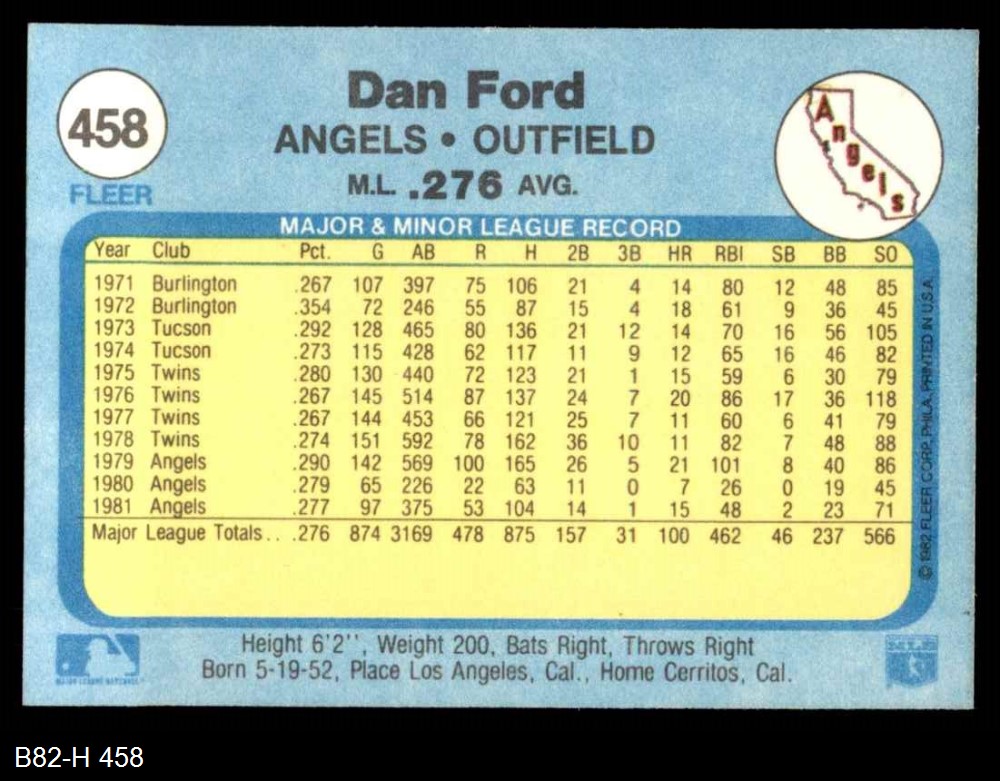 458
FLEER
Dan Ford
ANGELS • OUTFIELD
M.L. .276 AVG.
Angels
MAJOR & MINOR LEAGUE RECORD
Year Club Pct. G AB R H 2B 3B HR RBI SB BB SO
1971 Burlington .267 107 397 75 106 21 4 14 80 12 48 85
1972 Burlington .354 72 246 55 87 15 4 18 61 9 36 45
1973 Tucson .292 128 465 80 136 21 12 14 70 16 56 105
1974 Tucson .273 115 428 62 117 11 9 12 65 16 46 82
1975 Twins .280 130 440 72 123 21 1 15 59 6 30 79
1976 Twins .267 145 514 87 137 24 7 20 86 17 36 118
1977 Twins .267 144 453 66 121 25 7 11 60 6 41 79
1978 Twins .274 151 592 78 162 36 10 11 82 7 48 88
1979 Angels .290 142 569 100 165 26 5 21 101 8 40 86
1980 Angels .279 65 226 22 63 11 0 7 26 0 19 45
1981 Angels .277 97 375 53 104 14 1 15 48 2 23 71
Major League Totals . . .276 874 3169 478 875 157 31 100 462 46 237 566
© 1982 FLEER CORP. PHILA. PRINTED IN U.S.A.
Height 6'2'', Weight 200, Bats Right, Throws Right
Born 5-19-52, Place Los Angeles, Cal., Home Cerritos, Cal.
MAJOR LEAGUE BASEBALL
B82-H 458